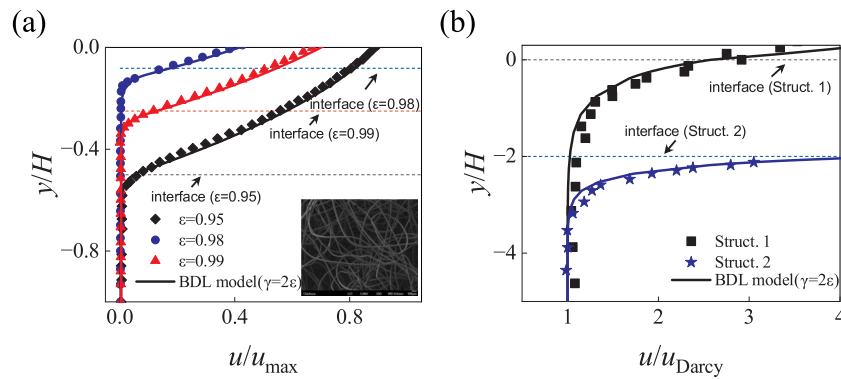 (a)
0.0
−0.4
−0.8
y/H
interface (ε=0.98)
interface (ε=0.99)
interface (ε=0.95)
ε=0.95
ε=0.98
ε=0.99
BDL model(γ=2ε)
0.0
0.4
0.8
u/u_max
(b)
0
−2
−4
y/H
interface (Struct. 1)
interface (Struct. 2)
Struct. 1
Struct. 2
BDL model(γ=2ε)
1
2
3
4
u/u_Darcy